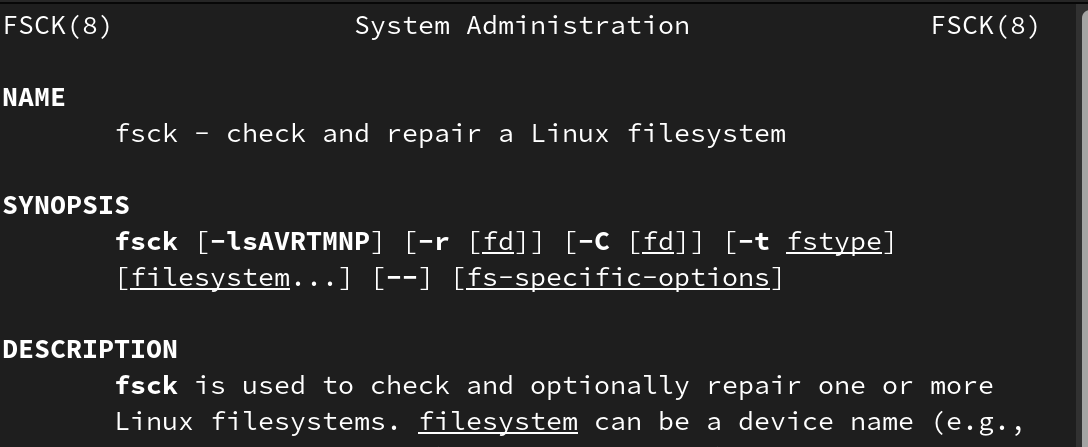 FSCK(8) System Administration FSCK(8)
NAME
fsck - check and repair a Linux filesystem
SYNOPSIS
fsck [-lsAVRTMNP] [-r [fd]] [-C [fd]] [-t fstype]
[filesystem...] [--] [fs-specific-options]
DESCRIPTION
fsck is used to check and optionally repair one or more
Linux filesystems. filesystem can be a device name (e.g.,